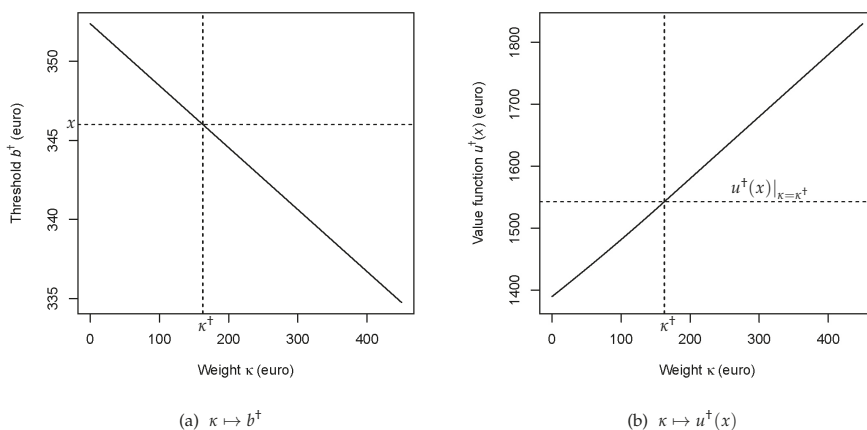 350
345
340
335
x
κ†
0 100 200 300 400
Threshold b† (euro)
Weight κ (euro)
(a) κ ↦ b†
1800
1700
1600
1500
1400
u†(x)|κ=κ†
κ†
0 100 200 300 400
Value function u†(x) (euro)
Weight κ (euro)
(b) κ ↦ u†(x)